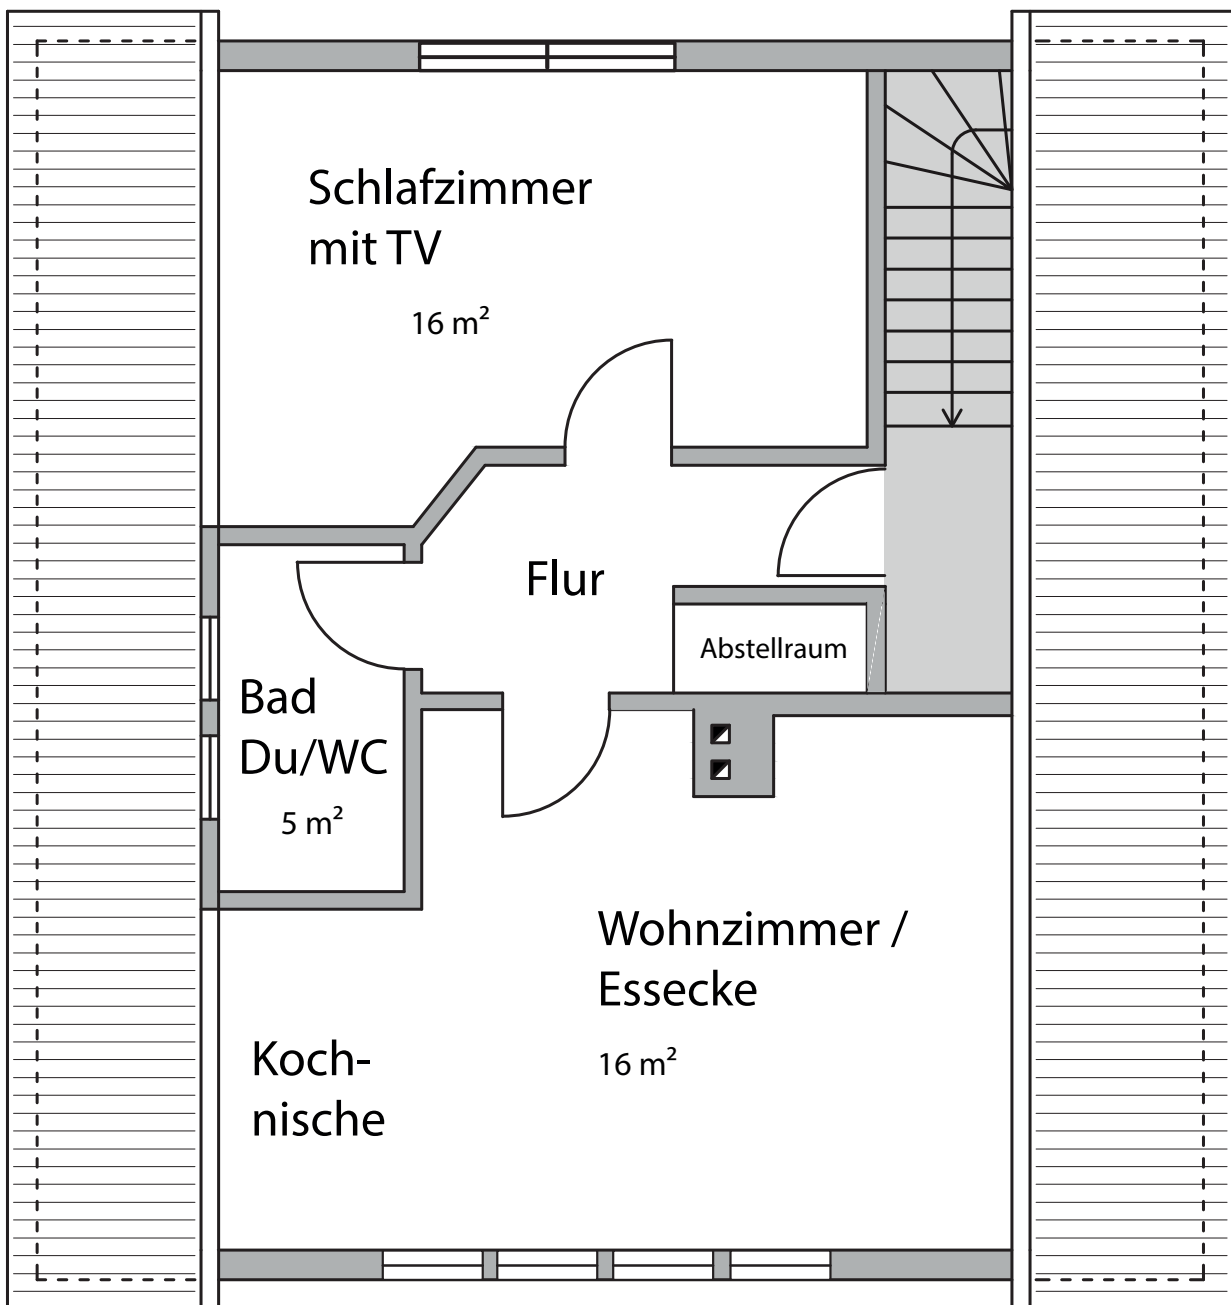 Schlafzimmer
mit TV
16 m²
Flur
Abstellraum
Bad
Du/WC
5 m²
Wohnzimmer /
Essecke
16 m²
Koch-
nische